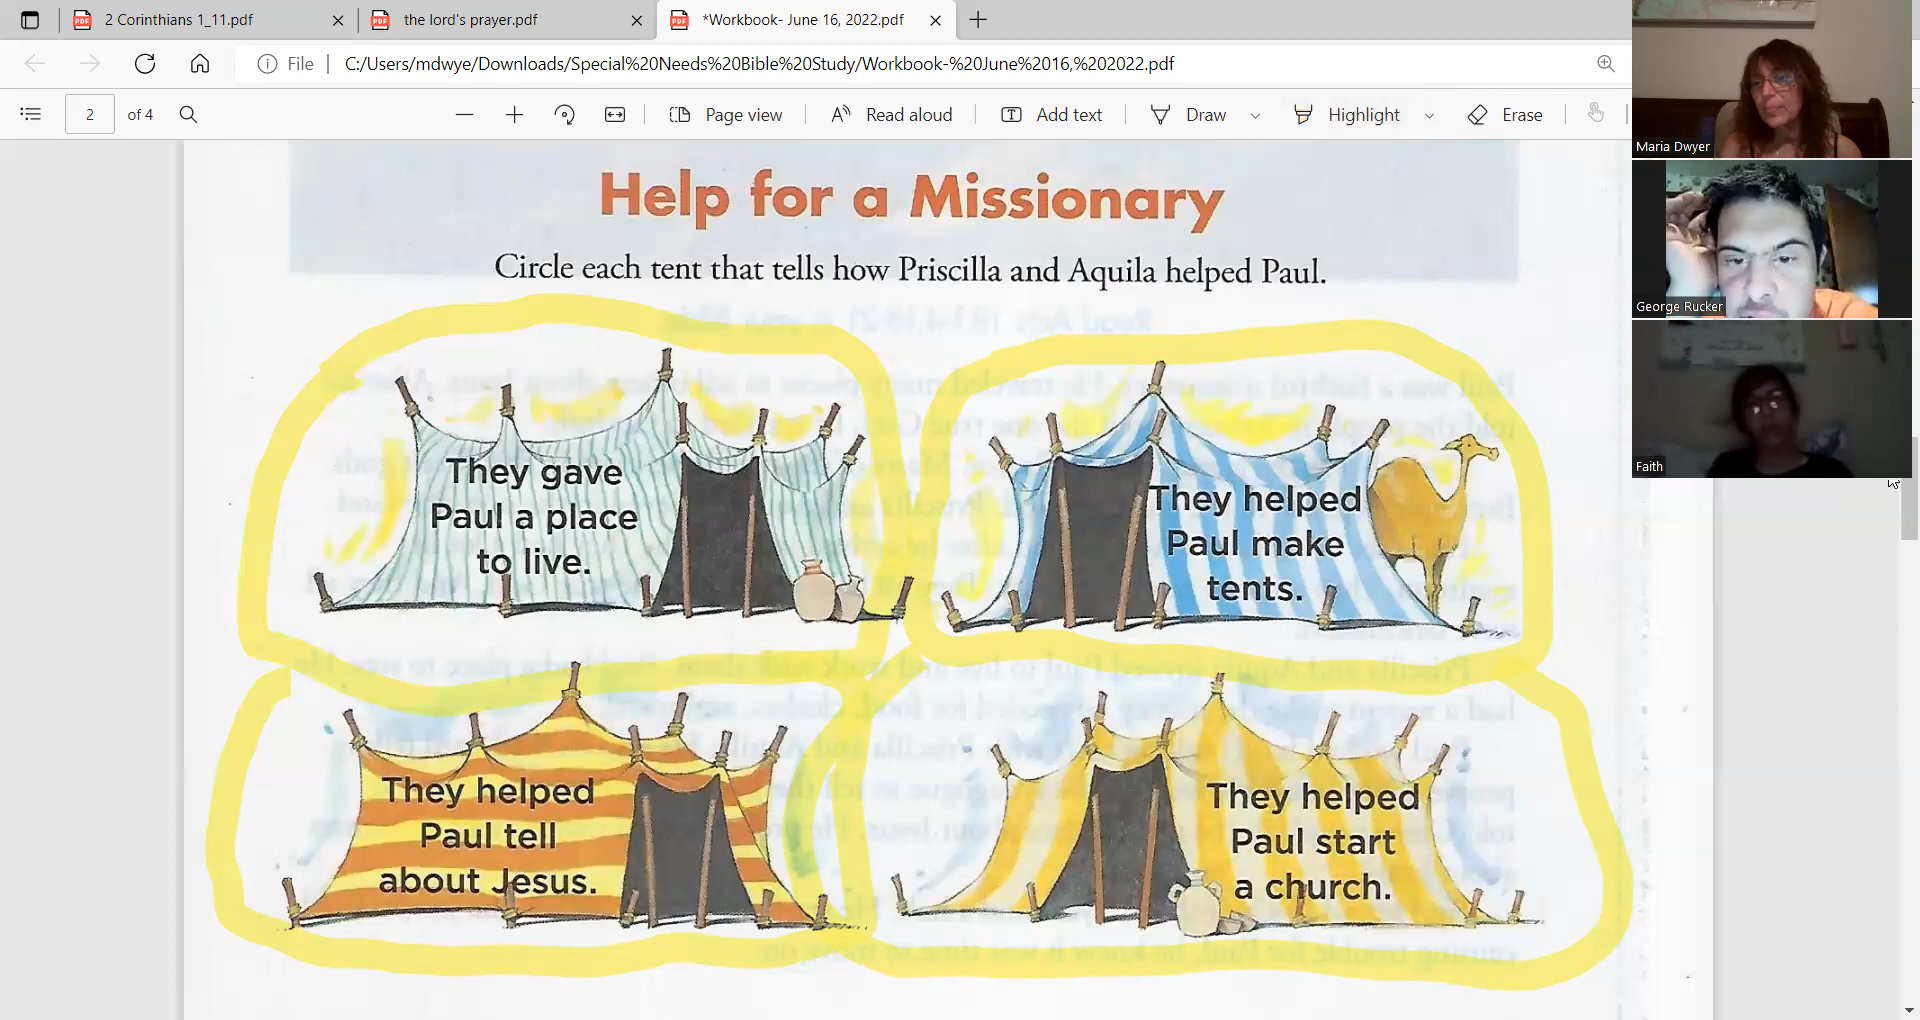 2 Corinthians 1_11.pdf
the lord's prayer.pdf
*Workbook- June 16, 2022.pdf
File
C:/Users/mdwye/Downloads/Special%20Needs%20Bible%20Study/Workbook-%20June%2016,%202022.pdf
2 of 4
Page view
Read aloud
Add text
Draw
Highlight
Erase
Help for a Missionary
Circle each tent that tells how Priscilla and Aquila helped Paul.
They gave
Paul a place
to live.
They helped
Paul make
tents.
They helped
Paul tell
about Jesus.
They helped
Paul start
a church.
Maria Dwyer
George Rucker
Faith